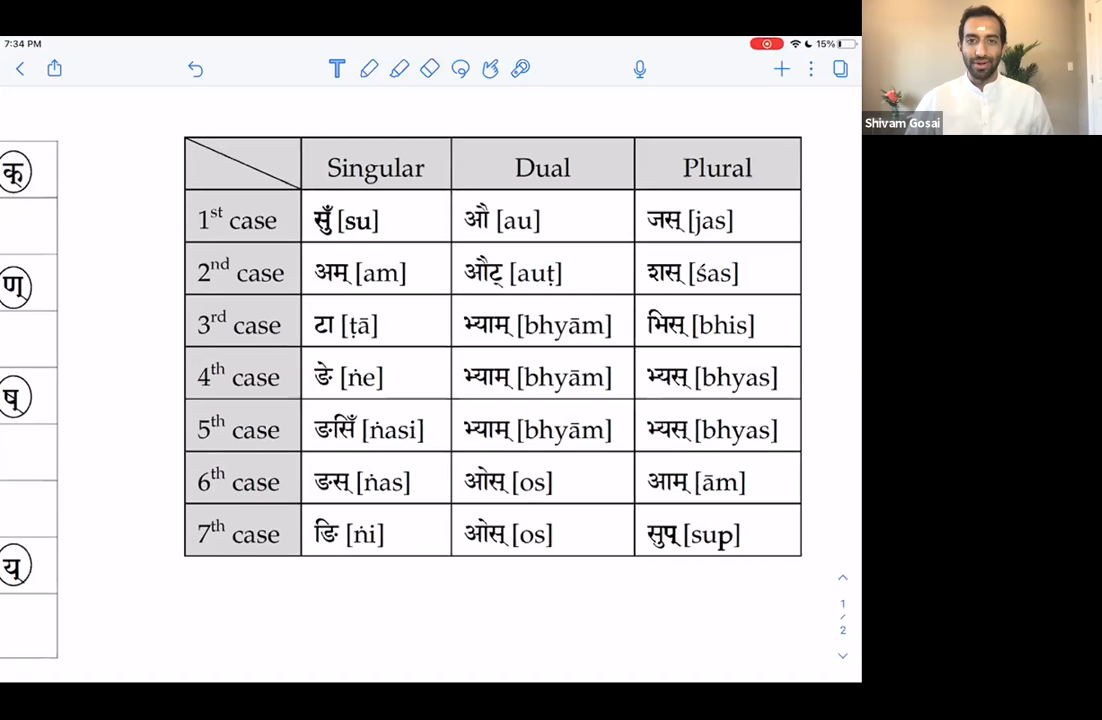 7:34 PM
15%
T
Shivam Gosai
क्
ण्
ष्
य्
Singular Dual Plural
1st case सुँ [su] औ [au] जस् [jas]
2nd case अम् [am] औट् [auṭ] शस् [śas]
3rd case टा [ṭā] भ्याम् [bhyām] भिस् [bhis]
4th case ङे [ṅe] भ्याम् [bhyām] भ्यस् [bhyas]
5th case ङसिँ [ṅasi] भ्याम् [bhyām] भ्यस् [bhyas]
6th case ङस् [ṅas] ओस् [os] आम् [ām]
7th case ङि [ṅi] ओस् [os] सुप् [sup]
1
/
2